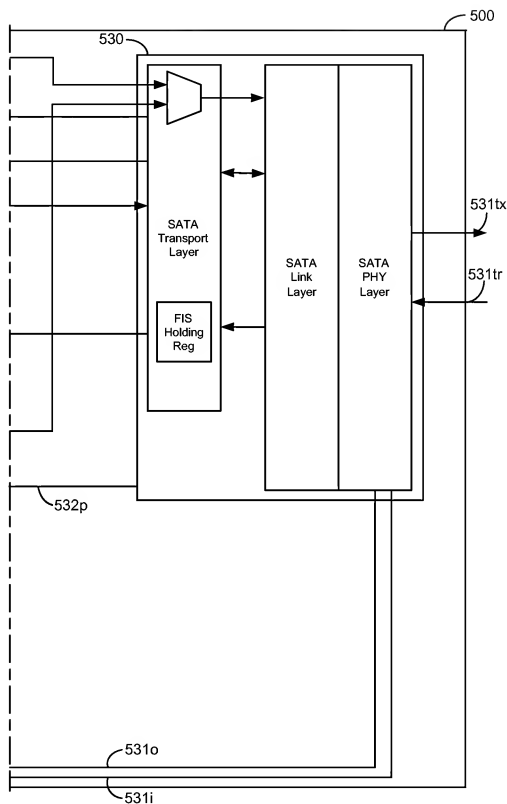 500
530
SATA
Transport
Layer
FIS
Holding
Reg
SATA
Link
Layer
SATA
PHY
Layer
531tx
531tr
532p
531o
531i